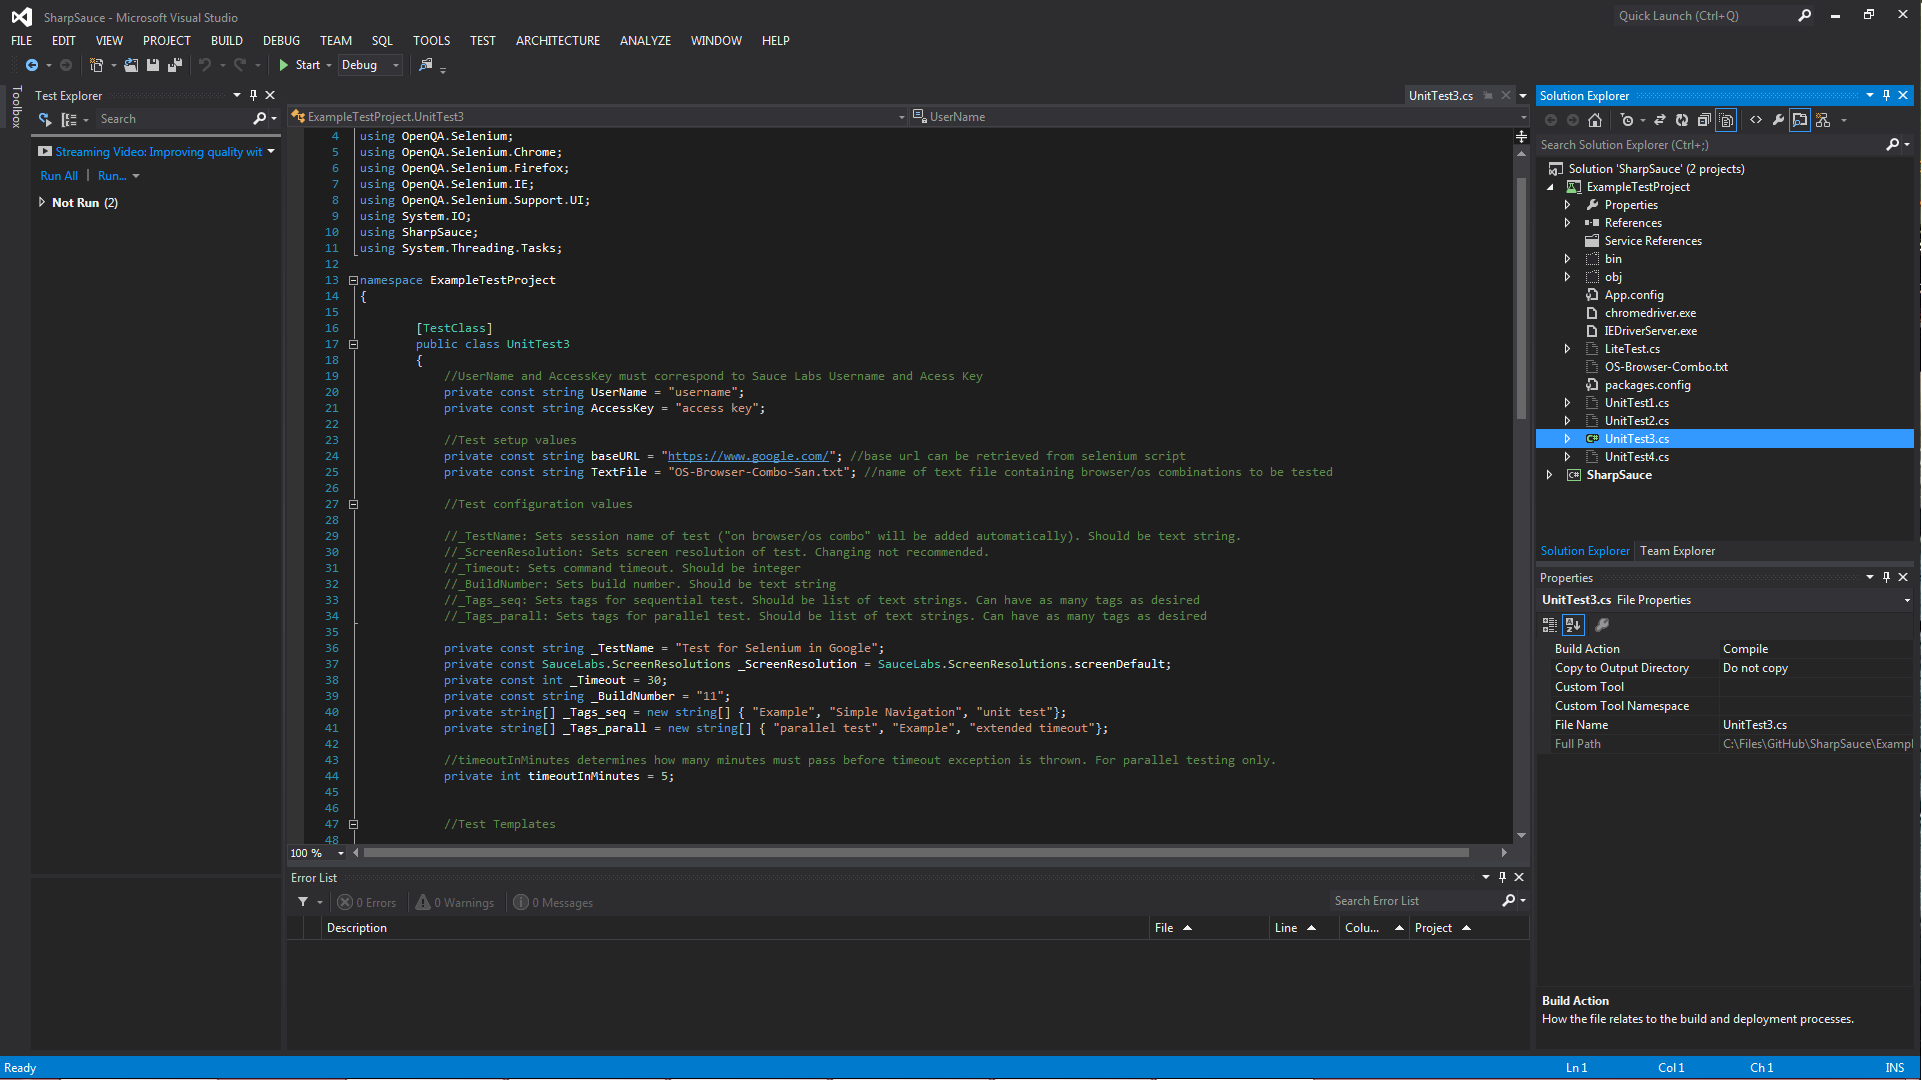 SharpSauce - Microsoft Visual Studio
Quick Launch (Ctrl+Q)
FILE EDIT VIEW PROJECT BUILD DEBUG TEAM SQL TOOLS TEST ARCHITECTURE ANALYZE WINDOW HELP
Start Debug
Toolbox
Test Explorer
Search
Streaming Video: Improving quality wit
Run All | Run...
Not Run (2)
UnitTest3.cs
ExampleTestProject.UnitTest3
UserName
4 using OpenQA.Selenium;
5 using OpenQA.Selenium.Chrome;
6 using OpenQA.Selenium.Firefox;
7 using OpenQA.Selenium.IE;
8 using OpenQA.Selenium.Support.UI;
9 using System.IO;
10 using SharpSauce;
11 using System.Threading.Tasks;
12
13 namespace ExampleTestProject
14 {
15
16 [TestClass]
17 public class UnitTest3
18 {
19 //UserName and AccessKey must correspond to Sauce Labs Username and Acess Key
20 private const string UserName = "username";
21 private const string AccessKey = "access key";
22
23 //Test setup values
24 private const string baseURL = "https://www.google.com/"; //base url can be retrieved from selenium script
25 private const string TextFile = "OS-Browser-Combo-San.txt"; //name of text file containing browser/os combinations to be tested
26
27 //Test configuration values
28
29 //_TestName: Sets session name of test ("on browser/os combo" will be added automatically). Should be text string.
30 //_ScreenResolution: Sets screen resolution of test. Changing not recommended.
31 //_Timeout: Sets command timeout. Should be integer
32 //_BuildNumber: Sets build number. Should be text string
33 //_Tags_seq: Sets tags for sequential test. Should be list of text strings. Can have as many tags as desired
34 //_Tags_parall: Sets tags for parallel test. Should be list of text strings. Can have as many tags as desired
35
36 private const string _TestName = "Test for Selenium in Google";
37 private const SauceLabs.ScreenResolutions _ScreenResolution = SauceLabs.ScreenResolutions.screenDefault;
38 private const int _Timeout = 30;
39 private const string _BuildNumber = "11";
40 private string[] _Tags_seq = new string[] { "Example", "Simple Navigation", "unit test"};
41 private string[] _Tags_parall = new string[] { "parallel test", "Example", "extended timeout"};
42
43 //timeoutInMinutes determines how many minutes must pass before timeout exception is thrown. For parallel testing only.
44 private int timeoutInMinutes = 5;
45
46
47 //Test Templates
48
100 %
Error List
0 Errors 0 Warnings 0 Messages
Search Error List
Description File Line Colu... Project
Solution Explorer
Search Solution Explorer (Ctrl+;)
Solution 'SharpSauce' (2 projects)
ExampleTestProject
Properties
References
Service References
bin
obj
App.config
chromedriver.exe
IEDriverServer.exe
LiteTest.cs
OS-Browser-Combo.txt
packages.config
UnitTest1.cs
UnitTest2.cs
C# UnitTest3.cs
UnitTest4.cs
C# SharpSauce
Solution Explorer Team Explorer
Properties
UnitTest3.cs File Properties
Build Action Compile
Copy to Output Directory Do not copy
Custom Tool
Custom Tool Namespace
File Name UnitTest3.cs
Full Path C:\Files\GitHub\SharpSauce\Exampl
Build Action
How the file relates to the build and deployment processes.
Ready
Ln 1 Col 1 Ch 1 INS